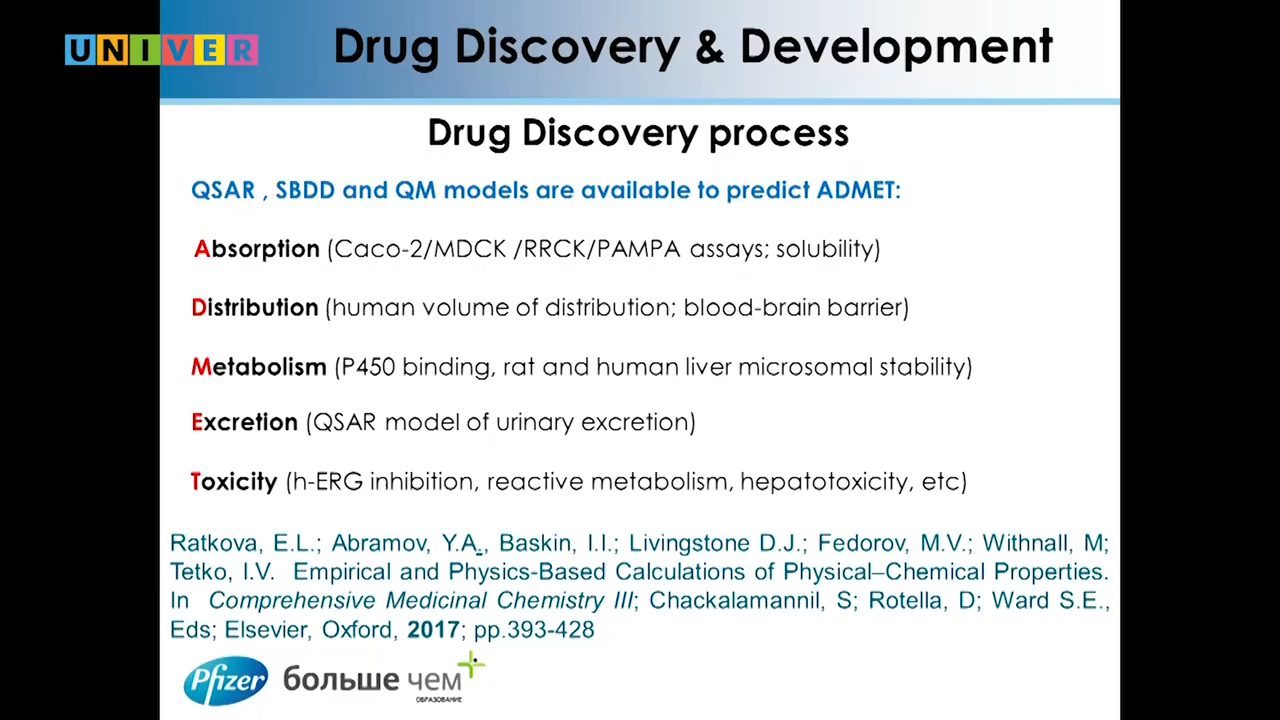 UNIVER
Drug Discovery & Development
Drug Discovery process
QSAR , SBDD and QM models are available to predict ADMET:
Absorption (Caco-2/MDCK /RRCK/PAMPA assays; solubility)
Distribution (human volume of distribution; blood-brain barrier)
Metabolism (P450 binding, rat and human liver microsomal stability)
Excretion (QSAR model of urinary excretion)
Toxicity (h-ERG inhibition, reactive metabolism, hepatotoxicity, etc)
Ratkova, E.L.; Abramov, Y.A., Baskin, I.I.; Livingstone D.J.; Fedorov, M.V.; Withnall, M;
Tetko, I.V. Empirical and Physics-Based Calculations of Physical–Chemical Properties.
In Comprehensive Medicinal Chemistry III; Chackalamannil, S; Rotella, D; Ward S.E.,
Eds; Elsevier, Oxford, 2017; pp.393-428
Pfizer больше чем
ОБРАЗОВАНИЕ